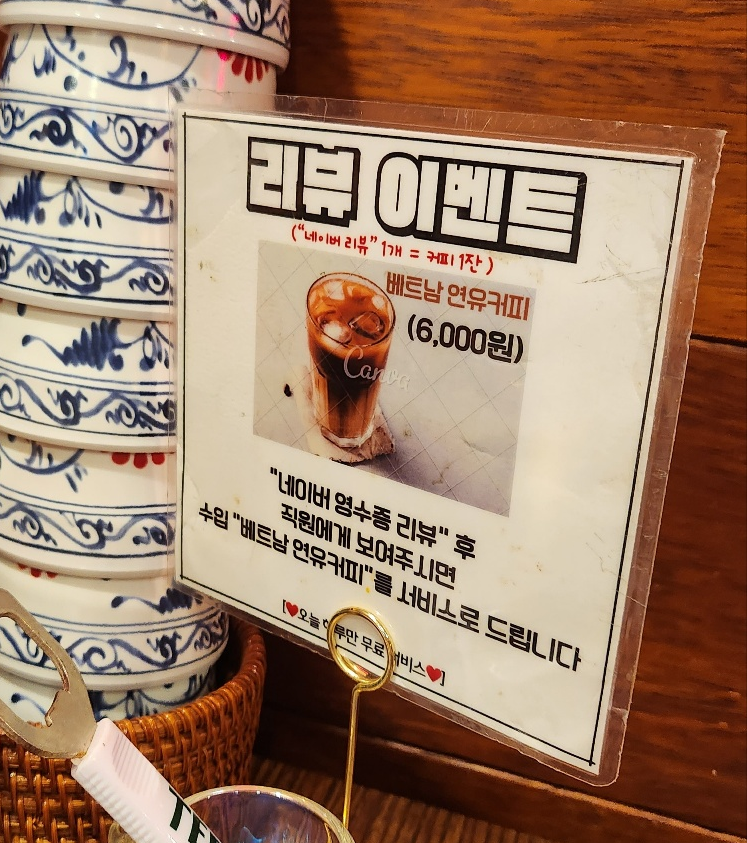 리뷰 이벤트
("네이버 리뷰" 1개 = 커피 1잔)
베트남 연유커피
(6,000원)
Canva
"네이버 영수증 리뷰" 후
직원에게 보여주시면
수입 "베트남 연유커피"를 서비스로 드립니다
[♥오늘 하루만 무료 서비스♥]